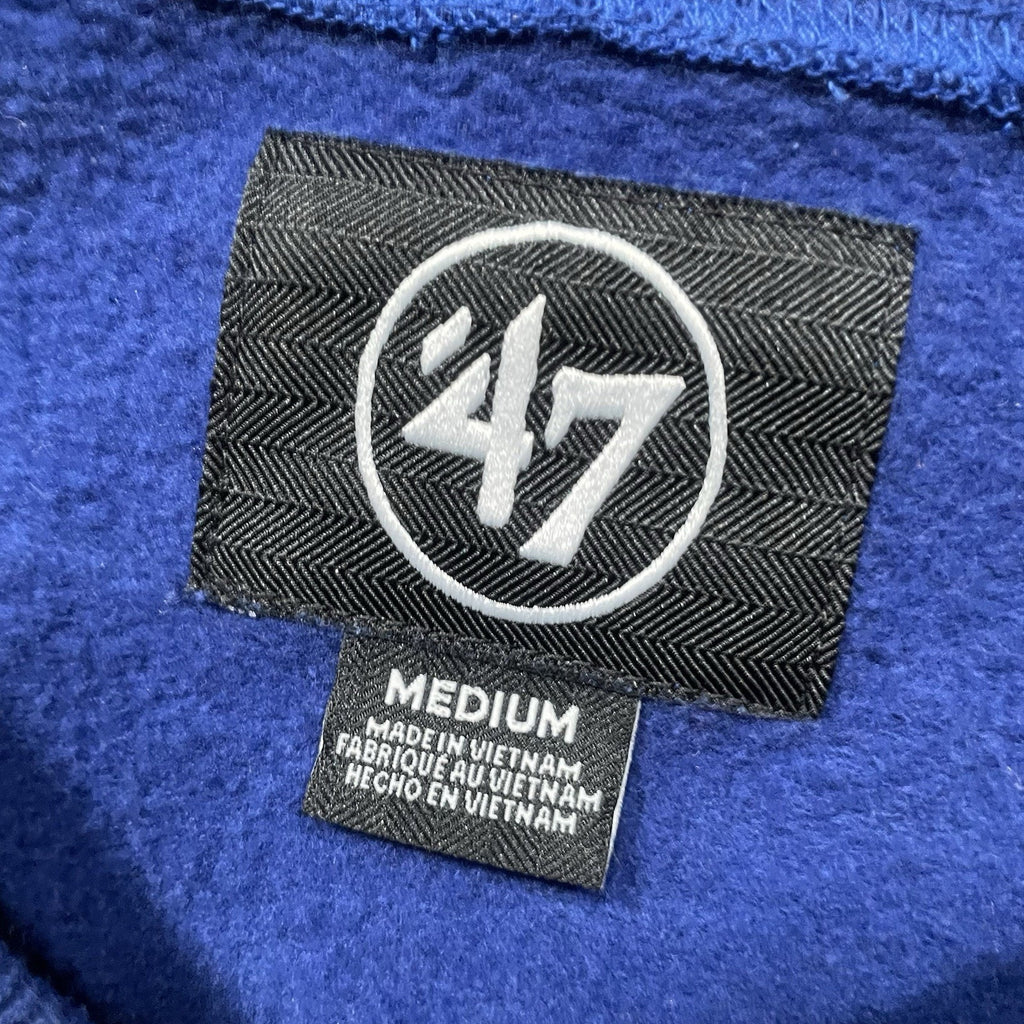 '47
MEDIUM
MADE IN VIETNAM
FABRIQUÉ AU VIETNAM
HECHO EN VIETNAM